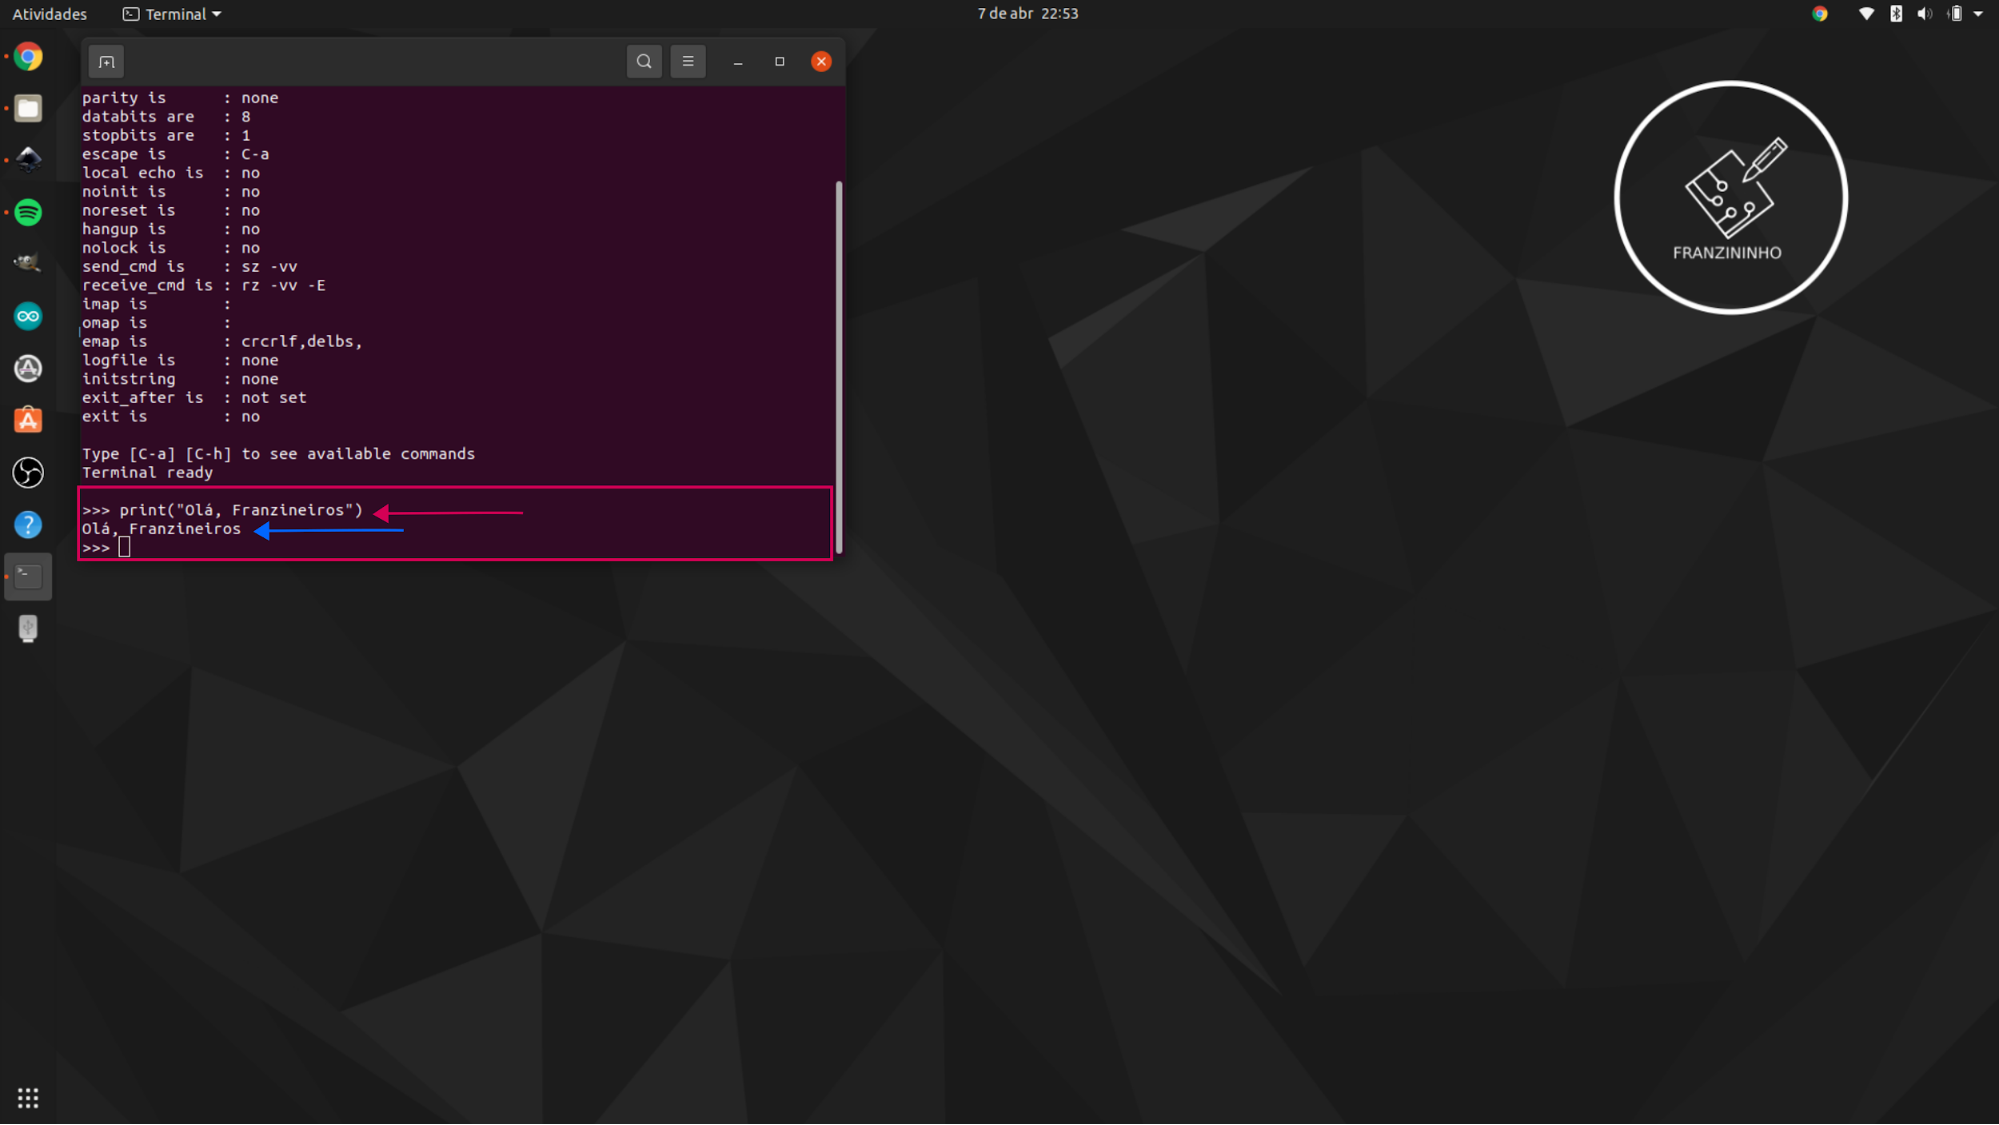 Atividades Terminal 7 de abr 22:53
parity is : none
databits are : 8
stopbits are : 1
escape is : C-a
local echo is : no
noinit is : no
noreset is : no
hangup is : no
nolock is : no
send_cmd is : sz -vv
receive_cmd is : rz -vv -E
imap is :
omap is :
emap is : crcrlf,delbs,
logfile is : none
initstring : none
exit_after is : not set
exit is : no
Type [C-a] [C-h] to see available commands
Terminal ready
>>> print("Olá, Franzineiros")
Olá, Franzineiros
>>>
FRANZININHO